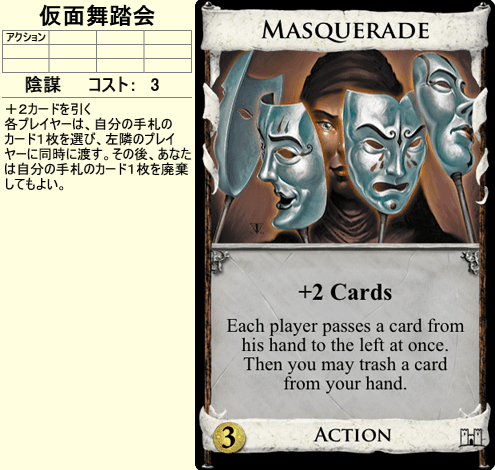 仮面舞踏会
アクション
陰謀 コスト: 3
+2カードを引く
各プレイヤーは、自分の手札の
カード1枚を選び、左隣のプレイ
ヤーに同時に渡す。その後、あなた
は自分の手札のカード1枚を廃棄
してもよい。
MASQUERADE
+2 Cards
Each player passes a card from
his hand to the left at once.
Then you may trash a card
from your hand.
3
ACTION